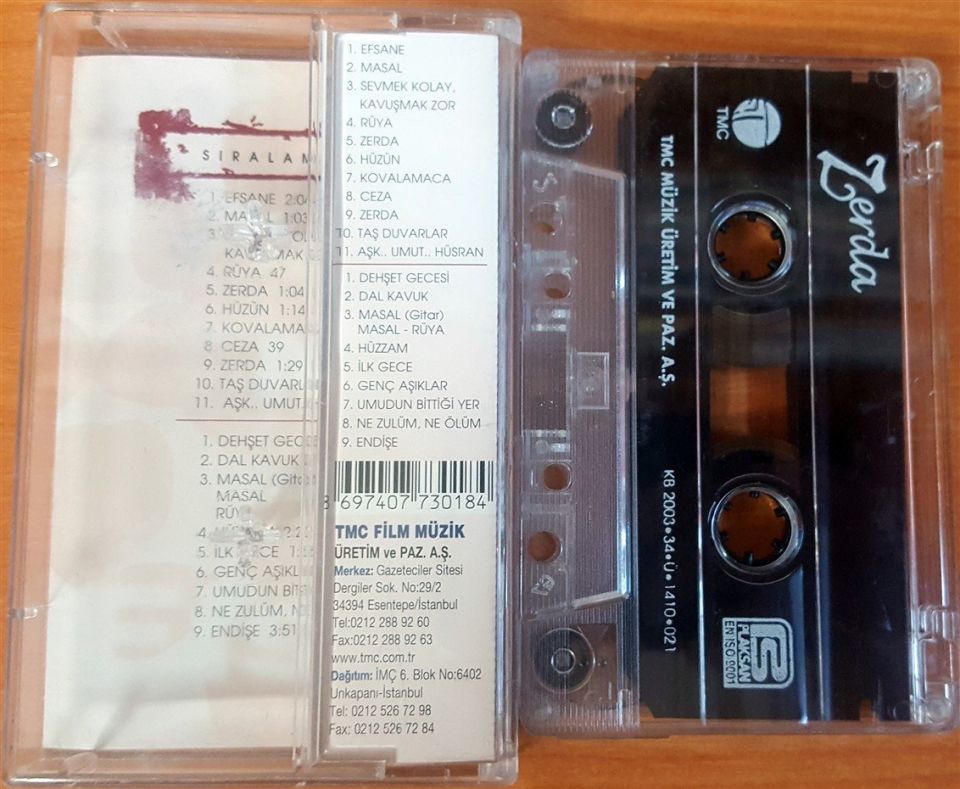 SIRALAM
1. EFSANE 2:04
2. MASAL 1:03
3.
KAVUŞMAK
4. RÜYA 47
5. ZERDA 1:04
6. HÜZÜN 1:14
7. KOVALAMA
8. CEZA 39
9. ZERDA 1:29
10. TAŞ DUVARL
11. AŞK.. UMUT.
1. DEHŞET GECE
2. DAL KAVUK
3. MASAL (Gita
MASAL
RÜY
4.
5. İLK GECE
6. GENÇ AŞIKL
7. UMUDUN BİTT
8. NE ZULÜM, N
9. ENDİŞE 3:51
1. EFSANE
2. MASAL
3. SEVMEK KOLAY,
KAVUŞMAK ZOR
4. RÜYA
5. ZERDA
6. HÜZÜN
7. KOVALAMACA
8. CEZA
9. ZERDA
10. TAŞ DUVARLAR
11. AŞK.. UMUT.. HÜSRAN
1. DEHŞET GECESİ
2. DAL KAVUK
3. MASAL (Gitar)
MASAL - RÜYA
4. HÜZZAM
5. İLK GECE
6. GENÇ AŞIKLAR
7. UMUDUN BİTTİĞİ YER
8. NE ZULÜM, NE ÖLÜM
9. ENDİŞE
8 697407 730184
TMC FİLM MÜZİK
ÜRETİM ve PAZ. A.Ş.
Merkez: Gazeteciler Sitesi
Dergiler Sok. No:29/2
34394 Esentepe/İstanbul
Tel:0212 288 92 60
Fax:0212 288 92 63
www.tmc.com.tr
Dağıtım: İMÇ 6. Blok No:6402
Unkapanı-İstanbul
Tel: 0212 526 72 98
Fax: 0212 526 72 84
Zerda
TMC
TMC MÜZİK ÜRETİM VE PAZ. A.Ş.
KB 2003•34•Ü•1410•021
PLAKSAN
EN ISO 9001